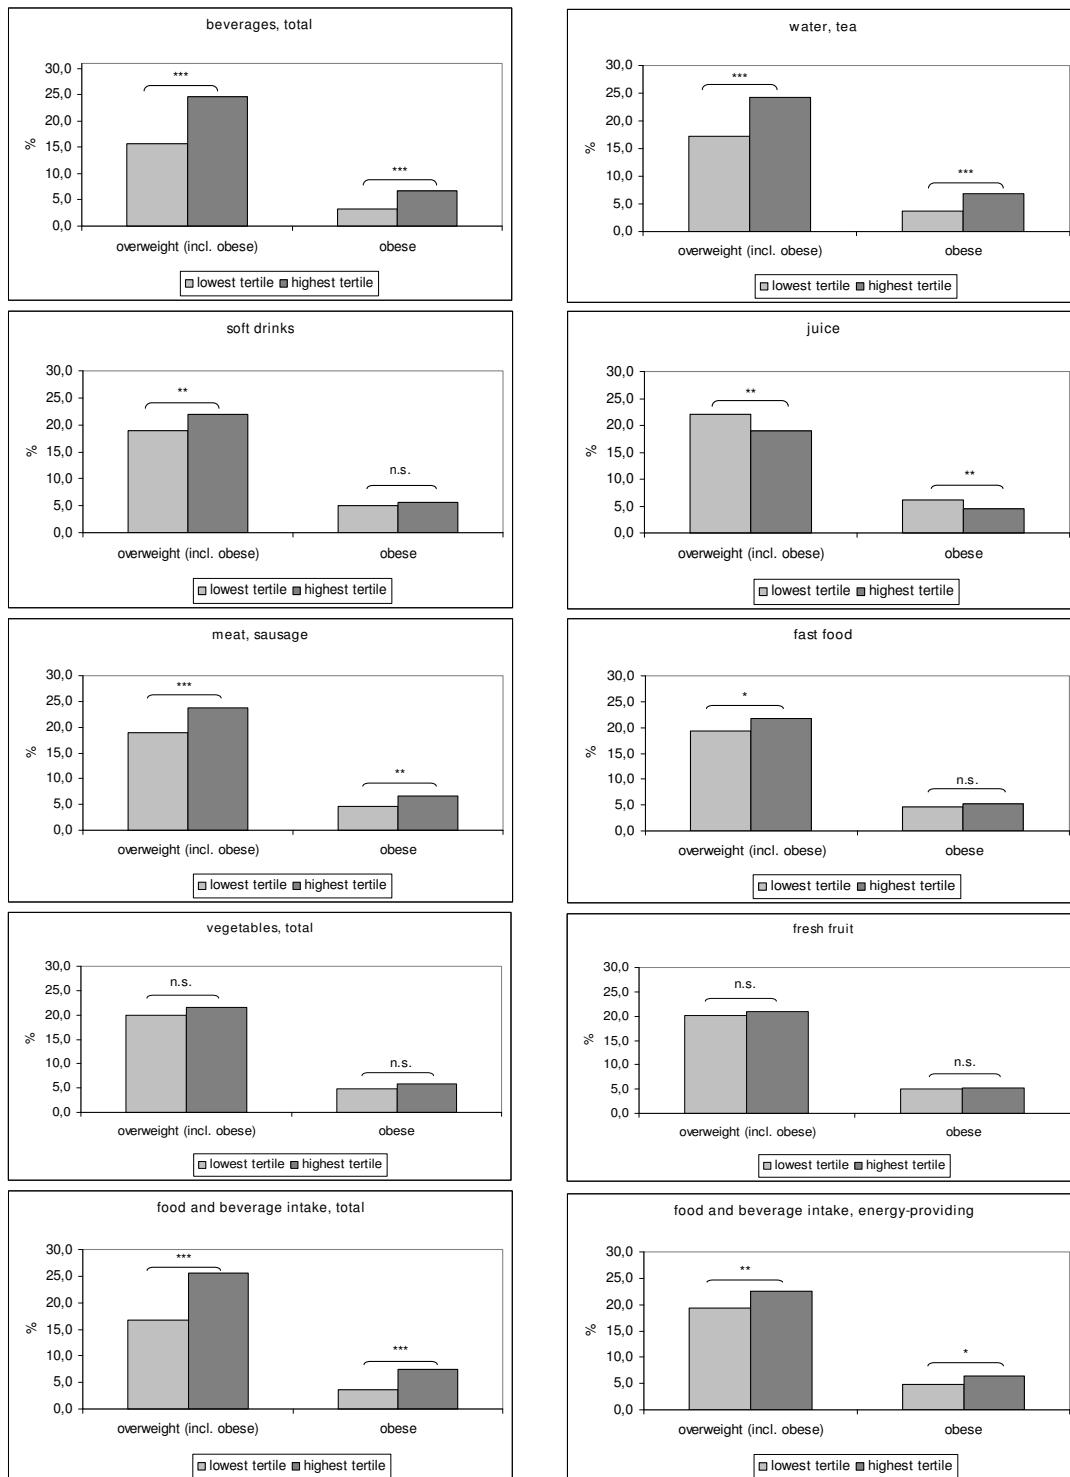 beverages, total
30,0
25,0
20,0
15,0
10,0
5,0
0,0
%
***
***
overweight (incl. obese) obese
lowest tertile highest tertile
water, tea
30,0
25,0
20,0
15,0
10,0
5,0
0,0
%
***
***
overweight (incl. obese) obese
lowest tertile highest tertile
soft drinks
30,0
25,0
20,0
15,0
10,0
5,0
0,0
%
**
n.s.
overweight (incl. obese) obese
lowest tertile highest tertile
juice
30,0
25,0
20,0
15,0
10,0
5,0
0,0
%
**
**
overweight (incl. obese) obese
lowest tertile highest tertile
meat, sausage
30,0
25,0
20,0
15,0
10,0
5,0
0,0
%
***
**
overweight (incl. obese) obese
lowest tertile highest tertile
fast food
30,0
25,0
20,0
15,0
10,0
5,0
0,0
%
*
n.s.
overweight (incl. obese) obese
lowest tertile highest tertile
vegetables, total
30,0
25,0
20,0
15,0
10,0
5,0
0,0
%
n.s.
n.s.
overweight (incl. obese) obese
lowest tertile highest tertile
fresh fruit
30,0
25,0
20,0
15,0
10,0
5,0
0,0
%
n.s.
n.s.
overweight (incl. obese) obese
lowest tertile highest tertile
food and beverage intake, total
30,0
25,0
20,0
15,0
10,0
5,0
0,0
%
***
***
overweight (incl. obese) obese
lowest tertile highest tertile
food and beverage intake, energy-providing
30,0
25,0
20,0
15,0
10,0
5,0
0,0
%
**
*
overweight (incl. obese) obese
lowest tertile highest tertile